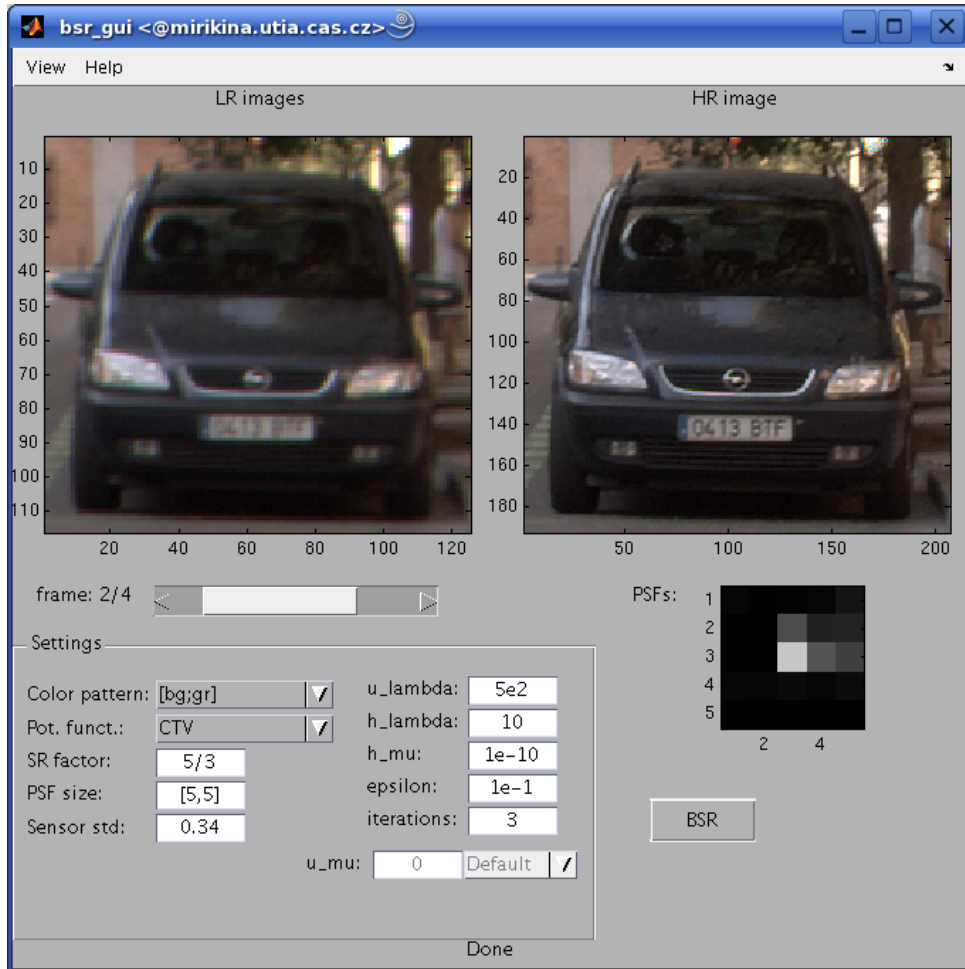 bsr_gui <@mirikina.utia.cas.cz>
View Help
LR images
HR image
10
20
30
40
50
60
70
80
90
100
110
20 40 60 80 100 120
0413 BTF
20
40
60
80
100
120
140
160
180
50 100 150 200
0413 BTF
frame: 2/4
PSFs:
1
2
3
4
5
2 4
Settings
Color pattern: [bg;gr]
Pot. funct.: CTV
SR factor: 5/3
PSF size: [5,5]
Sensor std: 0.34
u_lambda: 5e2
h_lambda: 10
h_mu: 1e-10
epsilon: 1e-1
iterations: 3
u_mu: 0 Default
BSR
Done